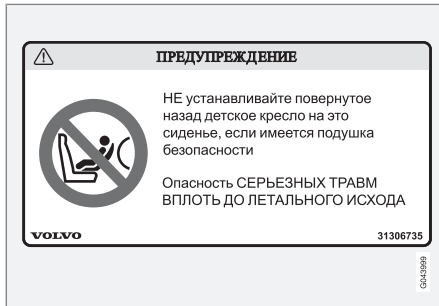 ПРЕДУПРЕЖДЕНИЕ
НЕ устанавливайте повернутое
назад детское кресло на это
сиденье, если имеется подушка
безопасности
Опасность СЕРЬЕЗНЫХ ТРАВМ
ВПЛОТЬ ДО ЛЕТАЛЬНОГО ИСХОДА
VOLVO
31306735
G043999